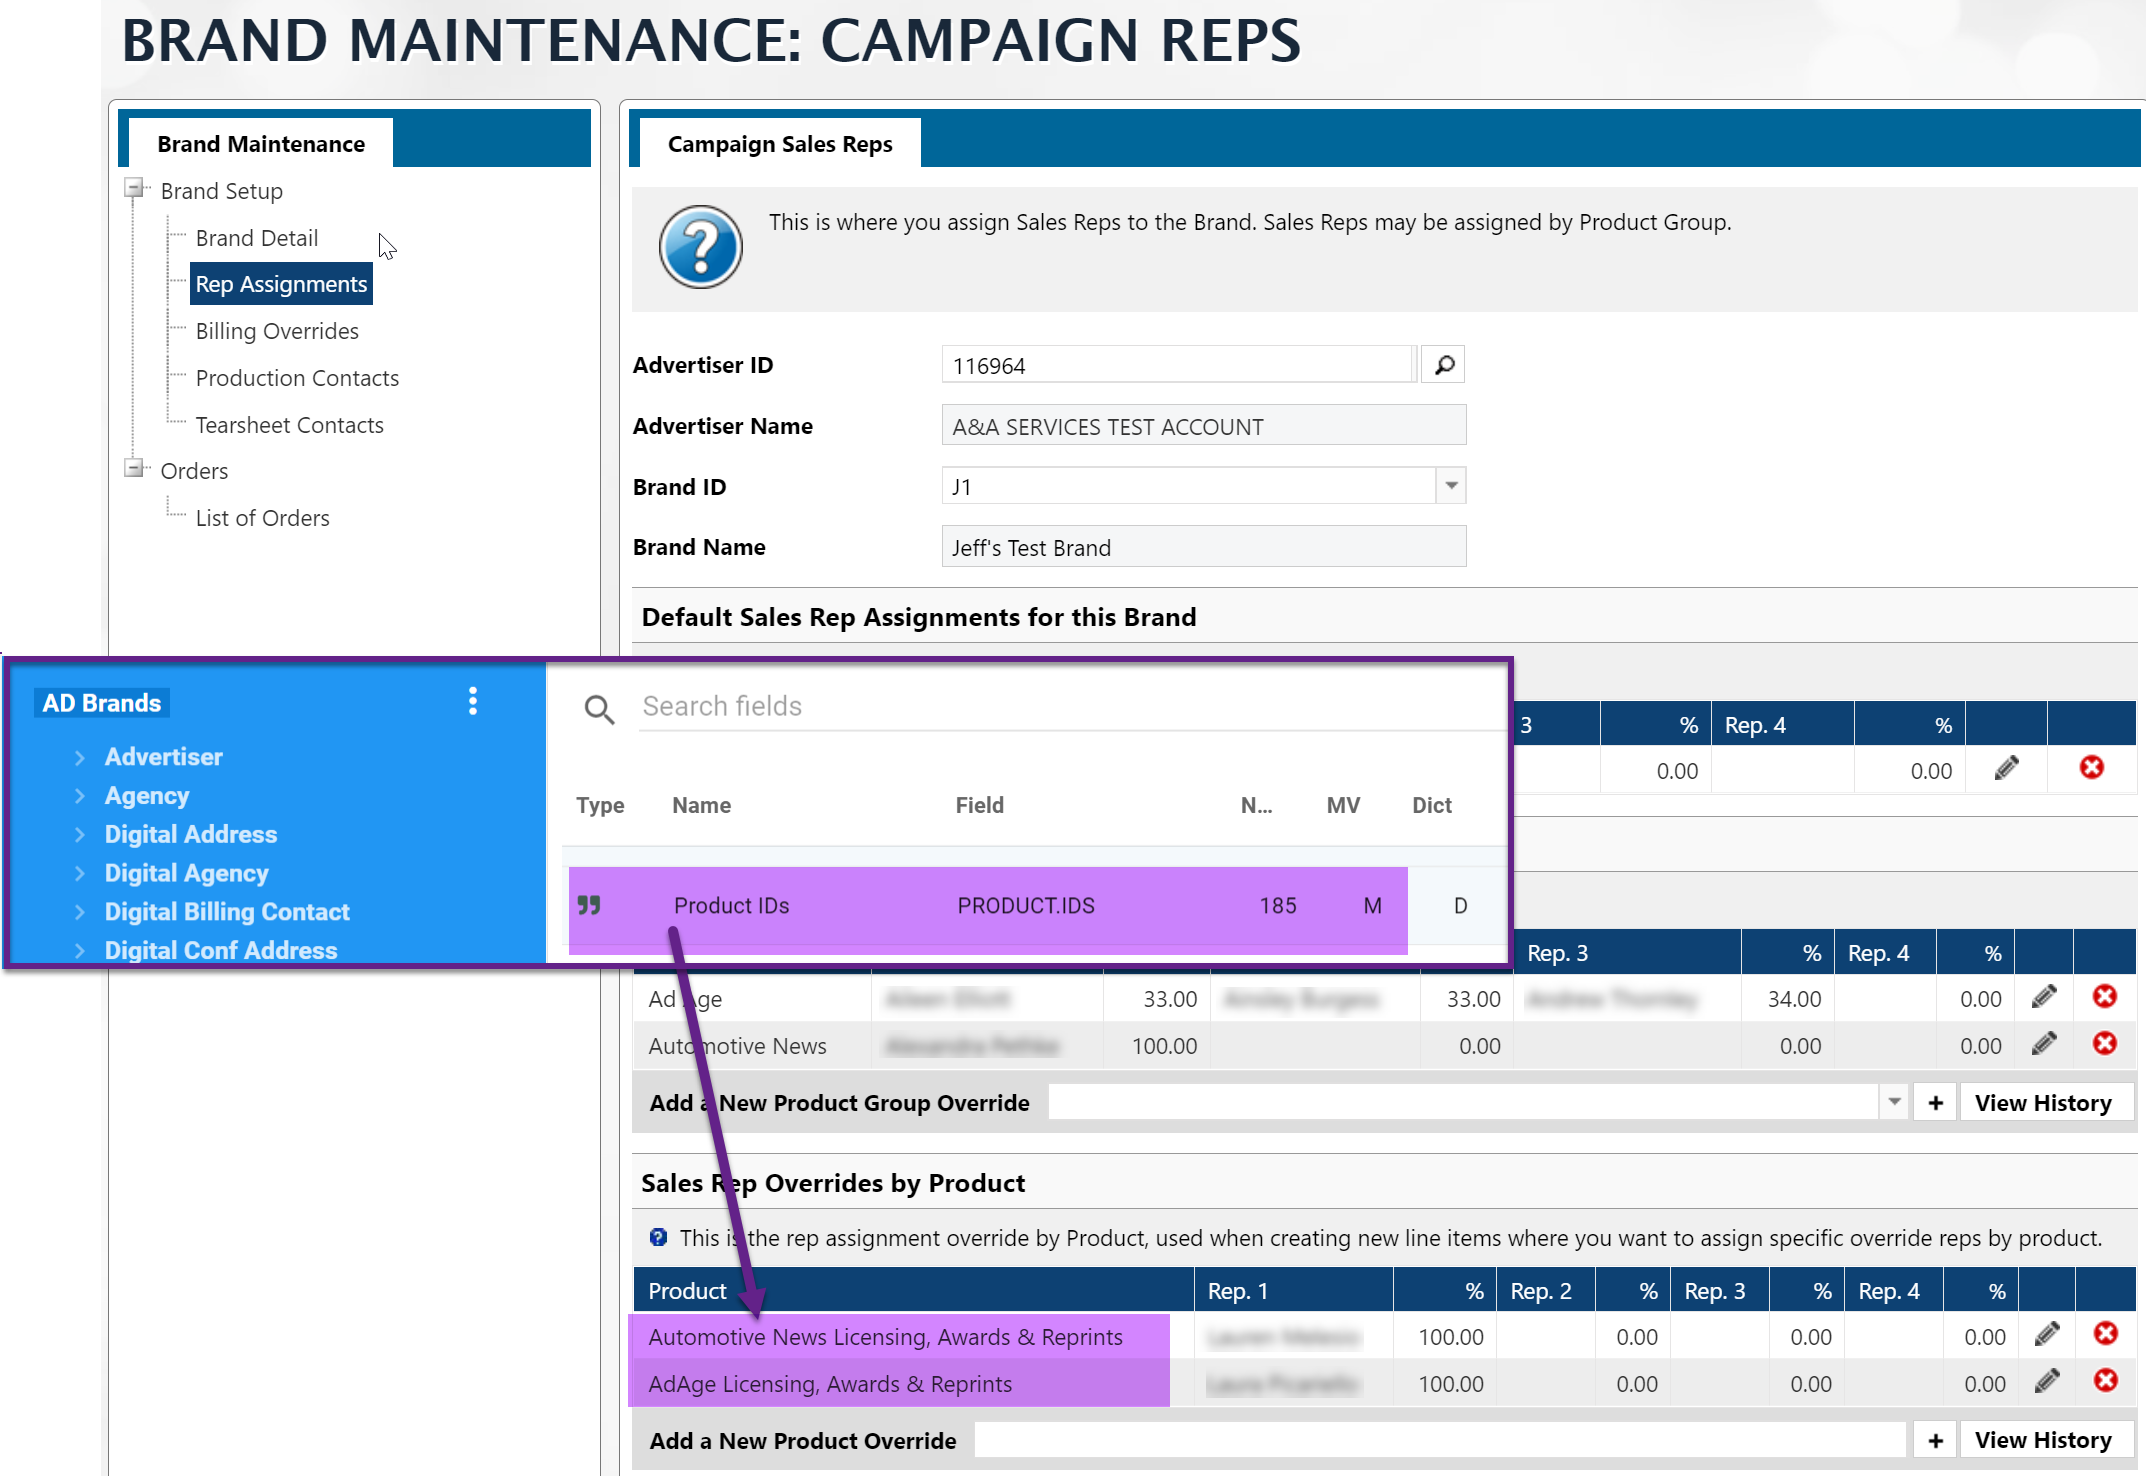 BRAND MAINTENANCE: CAMPAIGN REPS
Brand Maintenance
Brand Setup
Brand Detail
Rep Assignments
Billing Overrides
Production Contacts
Tearsheet Contacts
Orders
List of Orders
Campaign Sales Reps
This is where you assign Sales Reps to the Brand. Sales Reps may be assigned by Product Group.
Advertiser ID 116964
Advertiser Name A&A SERVICES TEST ACCOUNT
Brand ID J1
Brand Name Jeff's Test Brand
Default Sales Rep Assignments for this Brand
3 % Rep. 4 %
0.00 0.00
AD Brands
Advertiser
Agency
Digital Address
Digital Agency
Digital Billing Contact
Digital Conf Address
Search fields
Type Name Field N... MV Dict
Product IDs PRODUCT.IDS 185 M D
Rep. 3 % Rep. 4 %
Ad Age 33.00 33.00 34.00 0.00
Automotive News 100.00 0.00 0.00 0.00
Add a New Product Group Override + View History
Sales Rep Overrides by Product
This is the rep assignment override by Product, used when creating new line items where you want to assign specific override reps by product.
Product Rep. 1 % Rep. 2 % Rep. 3 % Rep. 4 %
Automotive News Licensing, Awards & Reprints 100.00 0.00 0.00 0.00
AdAge Licensing, Awards & Reprints 100.00 0.00 0.00 0.00
Add a New Product Override + View History